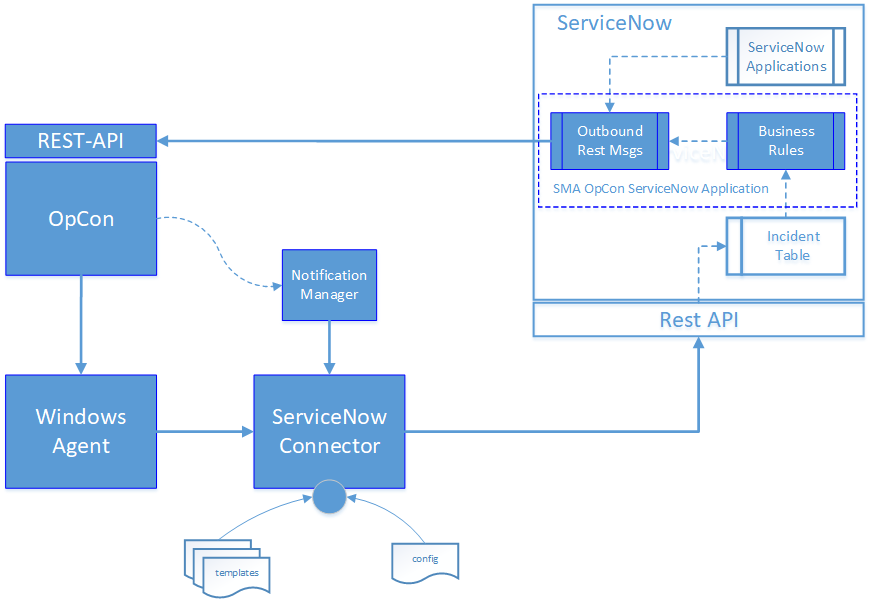 ServiceNow
ServiceNow
Applications
REST-API
Outbound
Rest Msgs
Business
Rules
SMA OpCon ServiceNow Application
OpCon
Incident
Table
Notification
Manager
Rest API
Windows
Agent
ServiceNow
Connector
templates
config